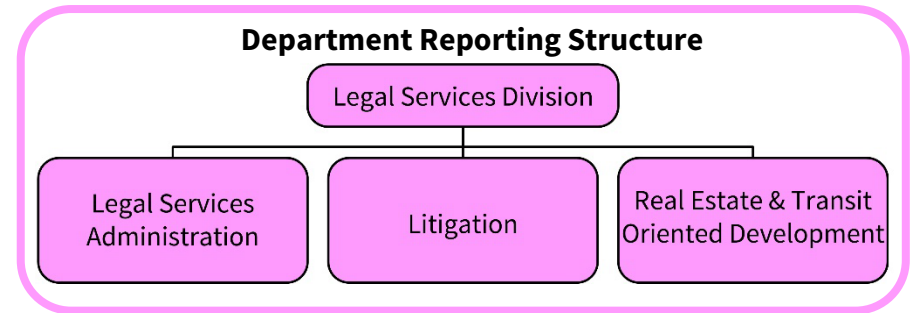 Department Reporting Structure
Legal Services Division
Legal Services
Administration
Litigation
Real Estate & Transit
Oriented Development